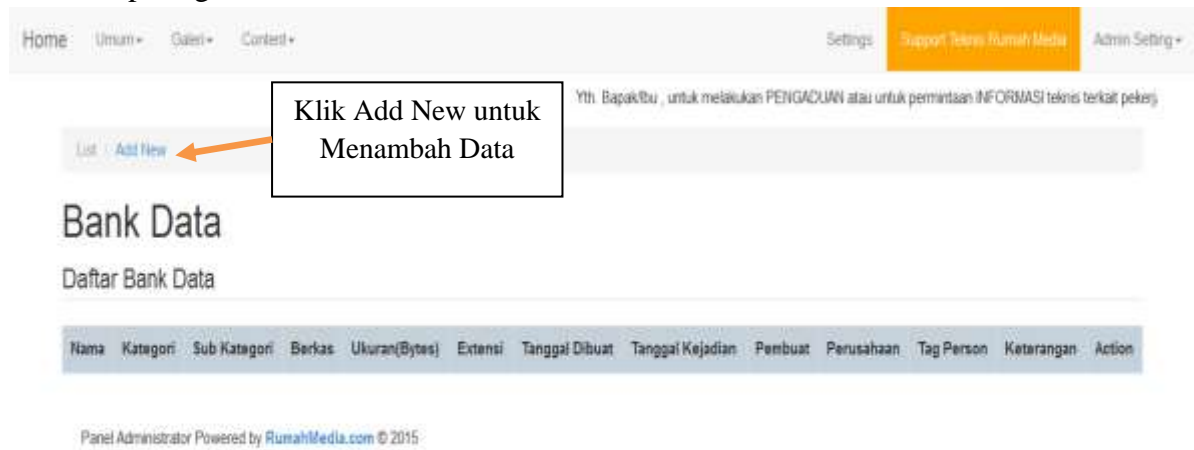 Home Umum Galeri Content Settings Support Teknis Rumah Media Admin Setting
Yth. Bapak/Ibu , untuk melakukan PENGADUAN atau untuk permintaan INFORMASI teknis terkait pekerj
Klik Add New untuk
Menambah Data
List / Add New
Bank Data
Daftar Bank Data
Nama Kategori Sub Kategori Berkas Ukuran(Bytes) Extensi Tanggal Dibuat Tanggal Kejadian Pembuat Perusahaan Tag Person Keterangan Action
Panel Administrator Powered by RumahMedia.com © 2015